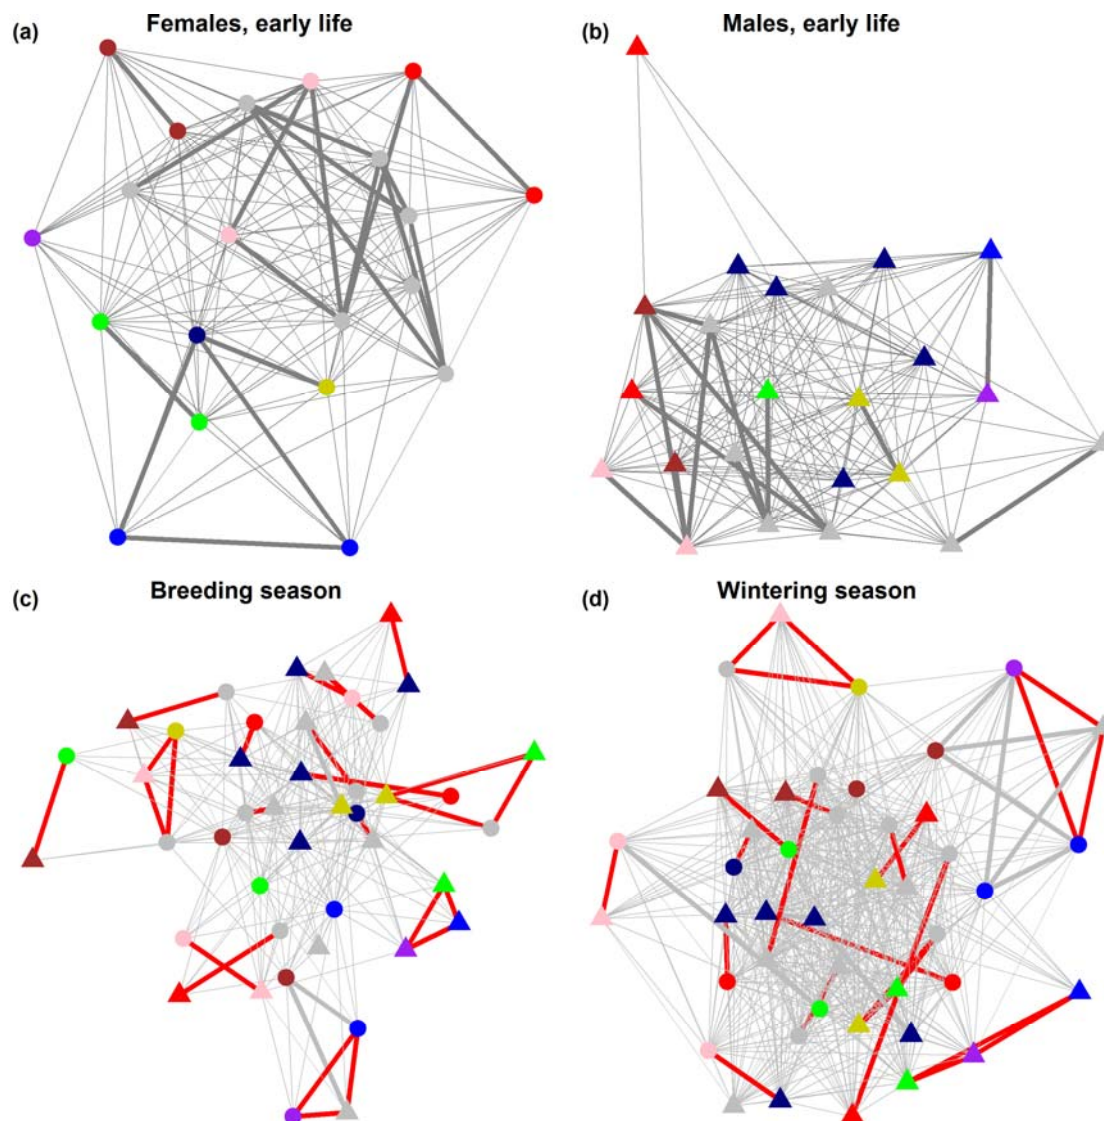 (a) Females, early life
(b) Males, early life
(c) Breeding season
(d) Wintering season